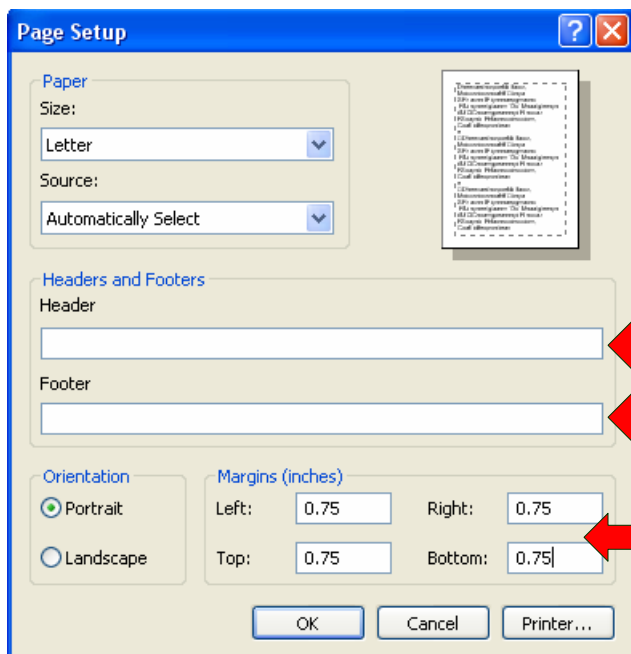 Page Setup
Paper
Size:
Letter
Source:
Automatically Select
Headers and Footers
Header
Footer
Orientation
Portrait
Landscape
Margins (inches)
Left: 0.75 Right: 0.75
Top: 0.75 Bottom: 0.75
OK Cancel Printer...